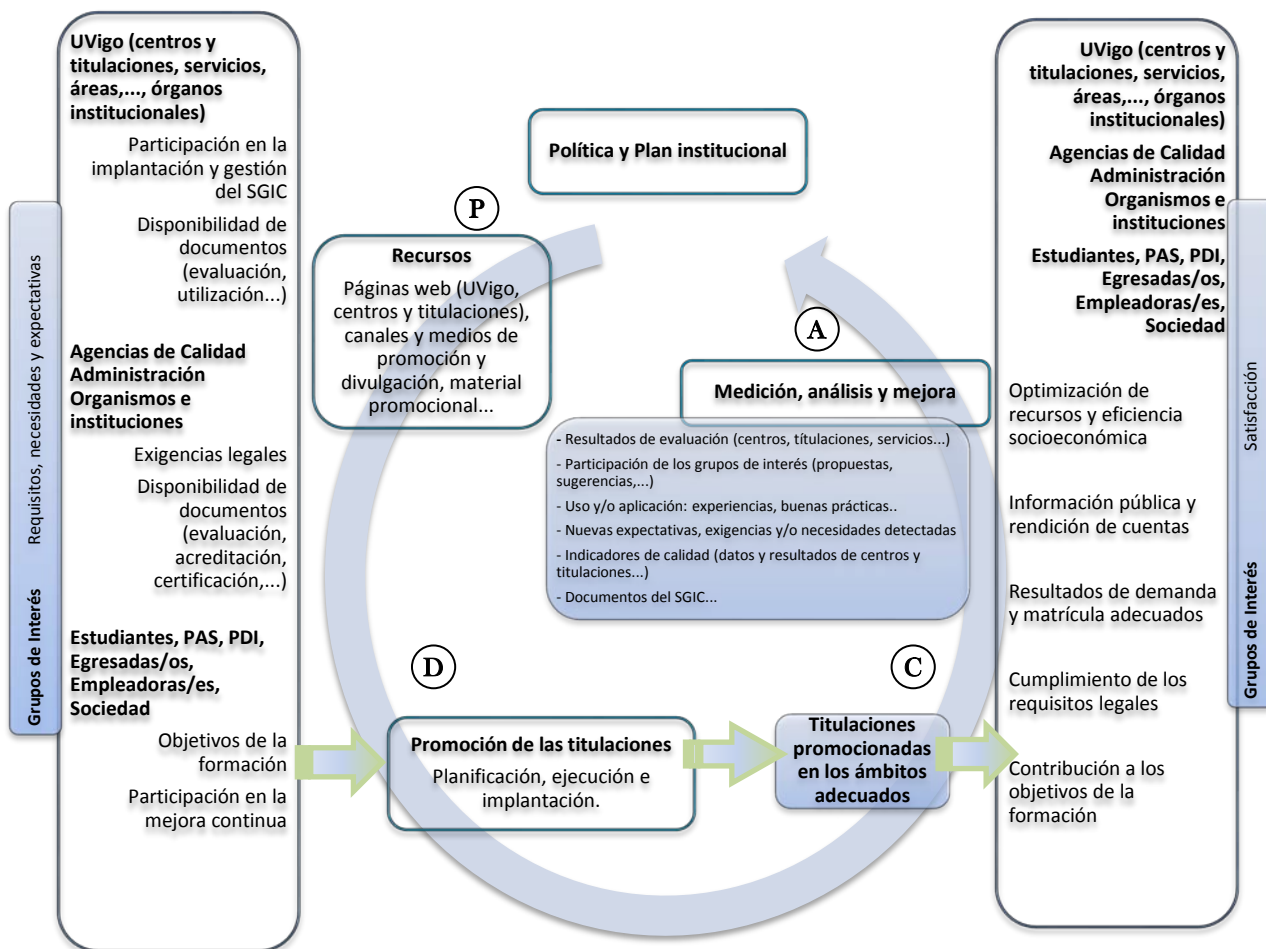 UVigo (centros y
titulaciones, servicios,
áreas,..., órganos
institucionales)
Participación en la
implantación y gestión
del SGIC
Disponibilidad de
documentos
(evaluación,
utilización...)
Agencias de Calidad
Administración
Organismos e
instituciones
Exigencias legales
Disponibilidad de
documentos
(evaluación,
acreditación,
certificación,...)
Estudiantes, PAS, PDI,
Egresadas/os,
Empleadoras/es,
Sociedad
Objetivos de la
formación
Participación en la
mejora continua
Grupos de Interés Requisitos, necesidades y expectativas
Política y Plan institucional
P
Recursos
Páginas web (UVigo,
centros y titulaciones),
canales y medios de
promoción y
divulgación, material
promocional...
A
Medición, análisis y mejora
- Resultados de evaluación (centros, títulaciones, servicios...)
- Participación de los grupos de interés (propuestas,
sugerencias,...)
- Uso y/o aplicación: experiencias, buenas prácticas..
- Nuevas expectativas, exigencias y/o necesidades detectadas
- Indicadores de calidad (datos y resultados de centros y
titulaciones...)
- Documentos del SGIC...
D
C
Promoción de las titulaciones
Planificación, ejecución e
implantación.
Titulaciones
promocionadas
en los ámbitos
adecuados
UVigo (centros y
titulaciones, servicios,
áreas,..., órganos
institucionales)
Agencias de Calidad
Administración
Organismos e
instituciones
Estudiantes, PAS, PDI,
Egresadas/os,
Empleadoras/es,
Sociedad
Optimización de
recursos y eficiencia
socioeconómica
Información pública y
rendición de cuentas
Resultados de demanda
y matrícula adecuados
Cumplimiento de los
requisitos legales
Contribución a los
objetivos de la
formación
Grupos de Interés Satisfacción